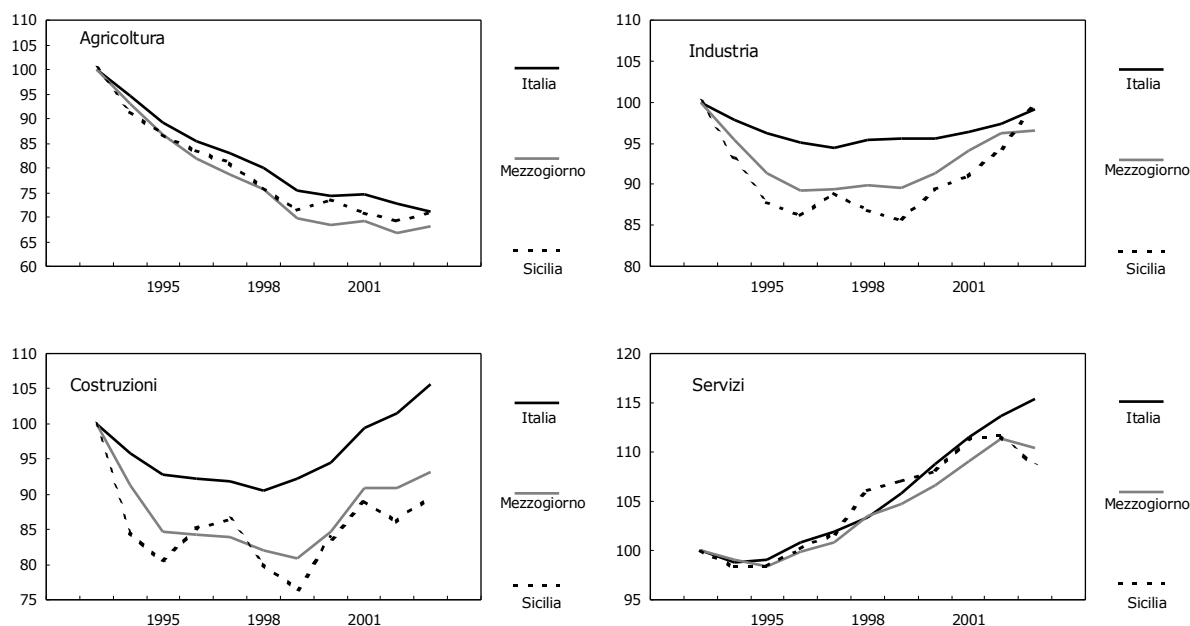 Agricoltura
110
105
100
95
90
85
80
75
70
65
60
1995 1998 2001
Italia
Mezzogiorno
Sicilia
Industria
110
105
100
95
90
85
80
1995 1998 2001
Italia
Mezzogiorno
Sicilia
Costruzioni
110
105
100
95
90
85
80
75
1995 1998 2001
Italia
Mezzogiorno
Sicilia
Servizi
120
115
110
105
100
95
1995 1998 2001
Italia
Mezzogiorno
Sicilia